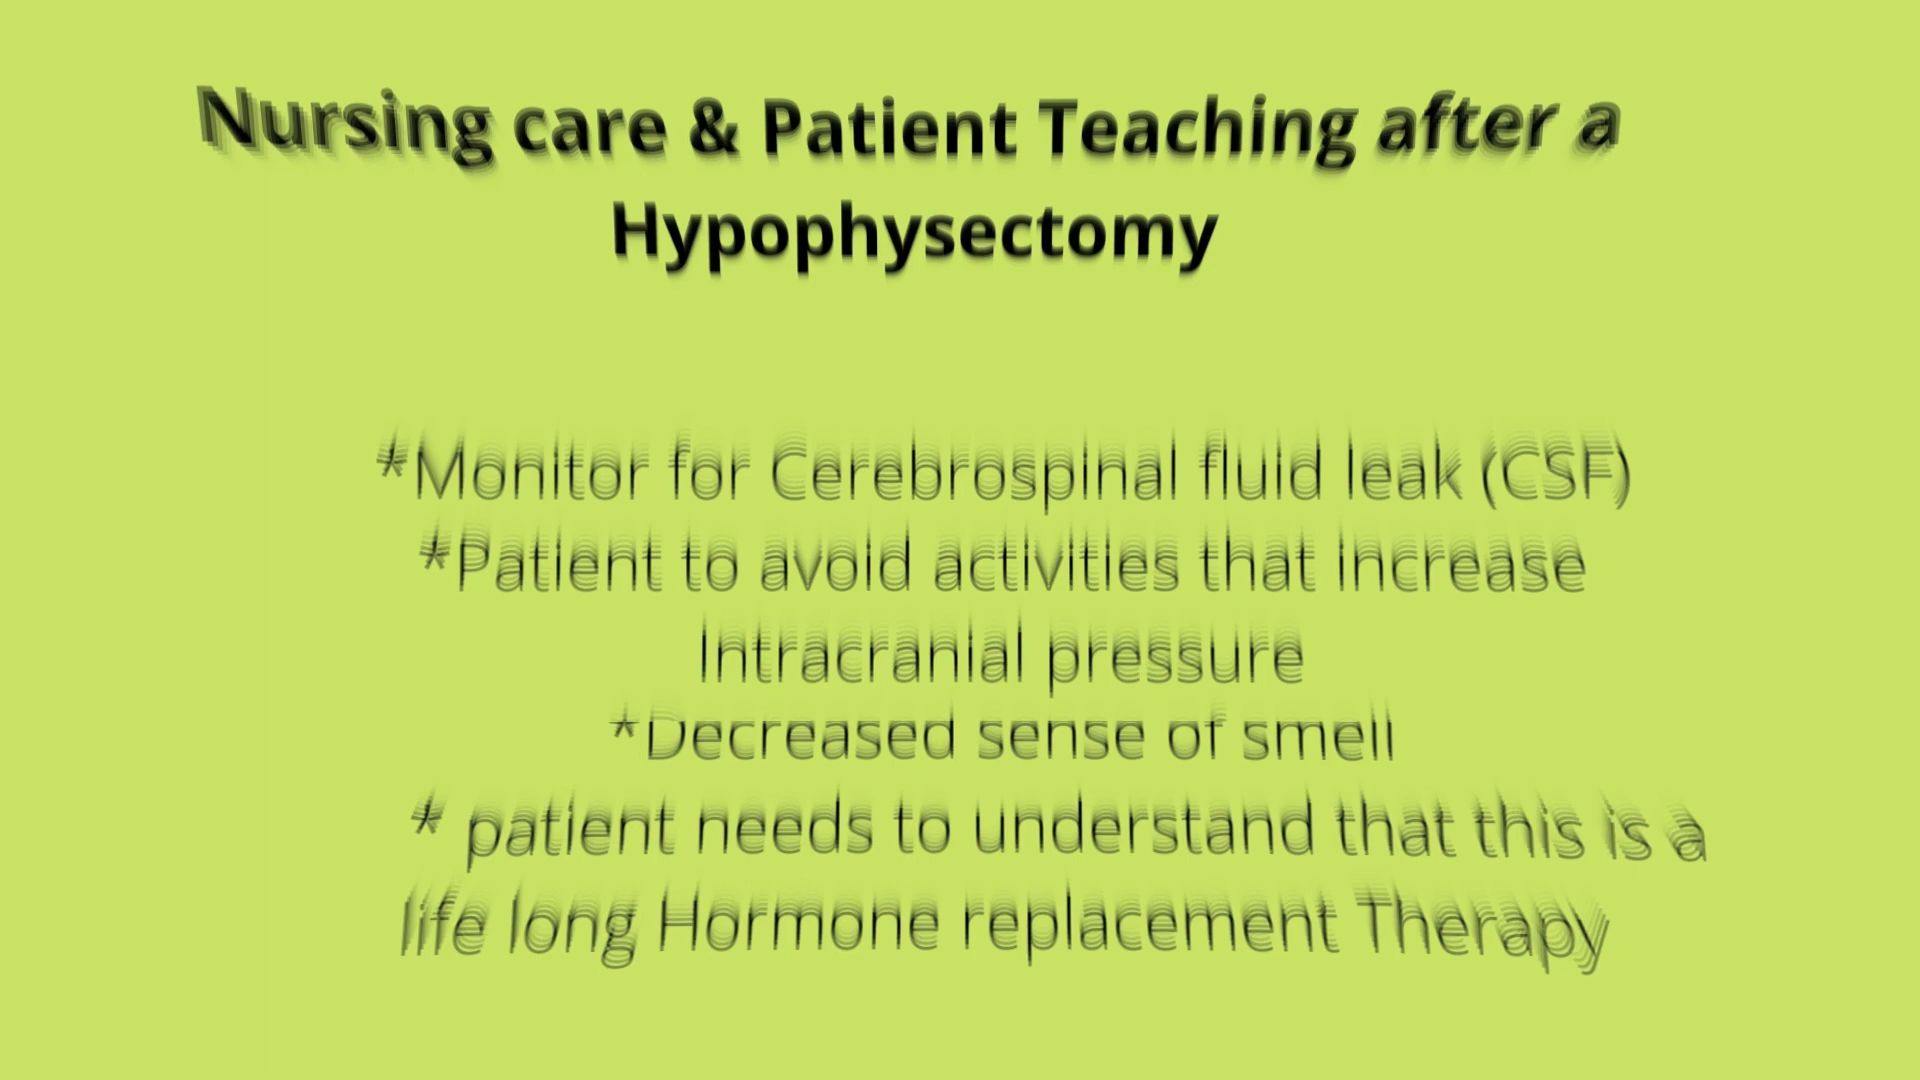 Nursing care & Patient Teaching after a
Hypophysectomy
*Monitor for Cerebrospinal fluid leak (CSF)
*Patient to avoid activities that increase
Intracranial pressure
*Decreased sense of smell
* patient needs to understand that this is a
life long Hormone replacement Therapy